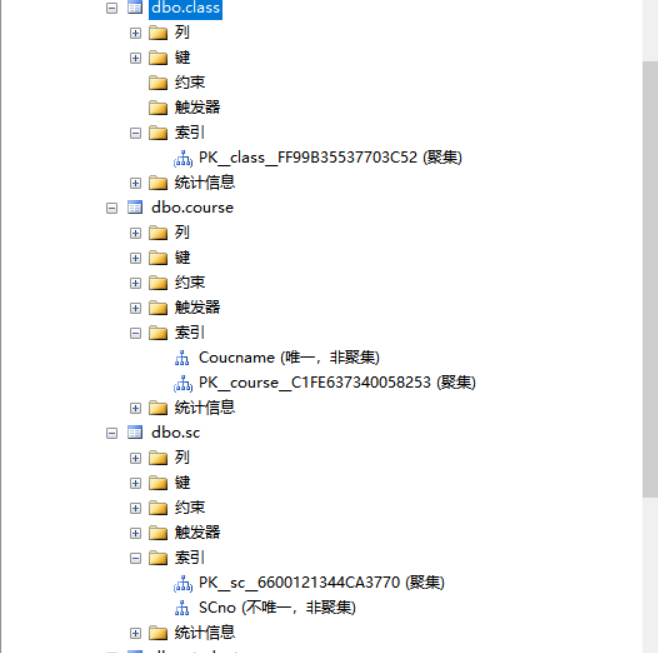 dbo.class
列
键
约束
触发器
索引
PK__class__FF99B35537703C52 (聚集)
统计信息
dbo.course
列
键
约束
触发器
索引
Coucname (唯一，非聚集)
PK__course__C1FE637340058253 (聚集)
统计信息
dbo.sc
列
键
约束
触发器
索引
PK__sc__6600121344CA3770 (聚集)
SCno (不唯一，非聚集)
统计信息